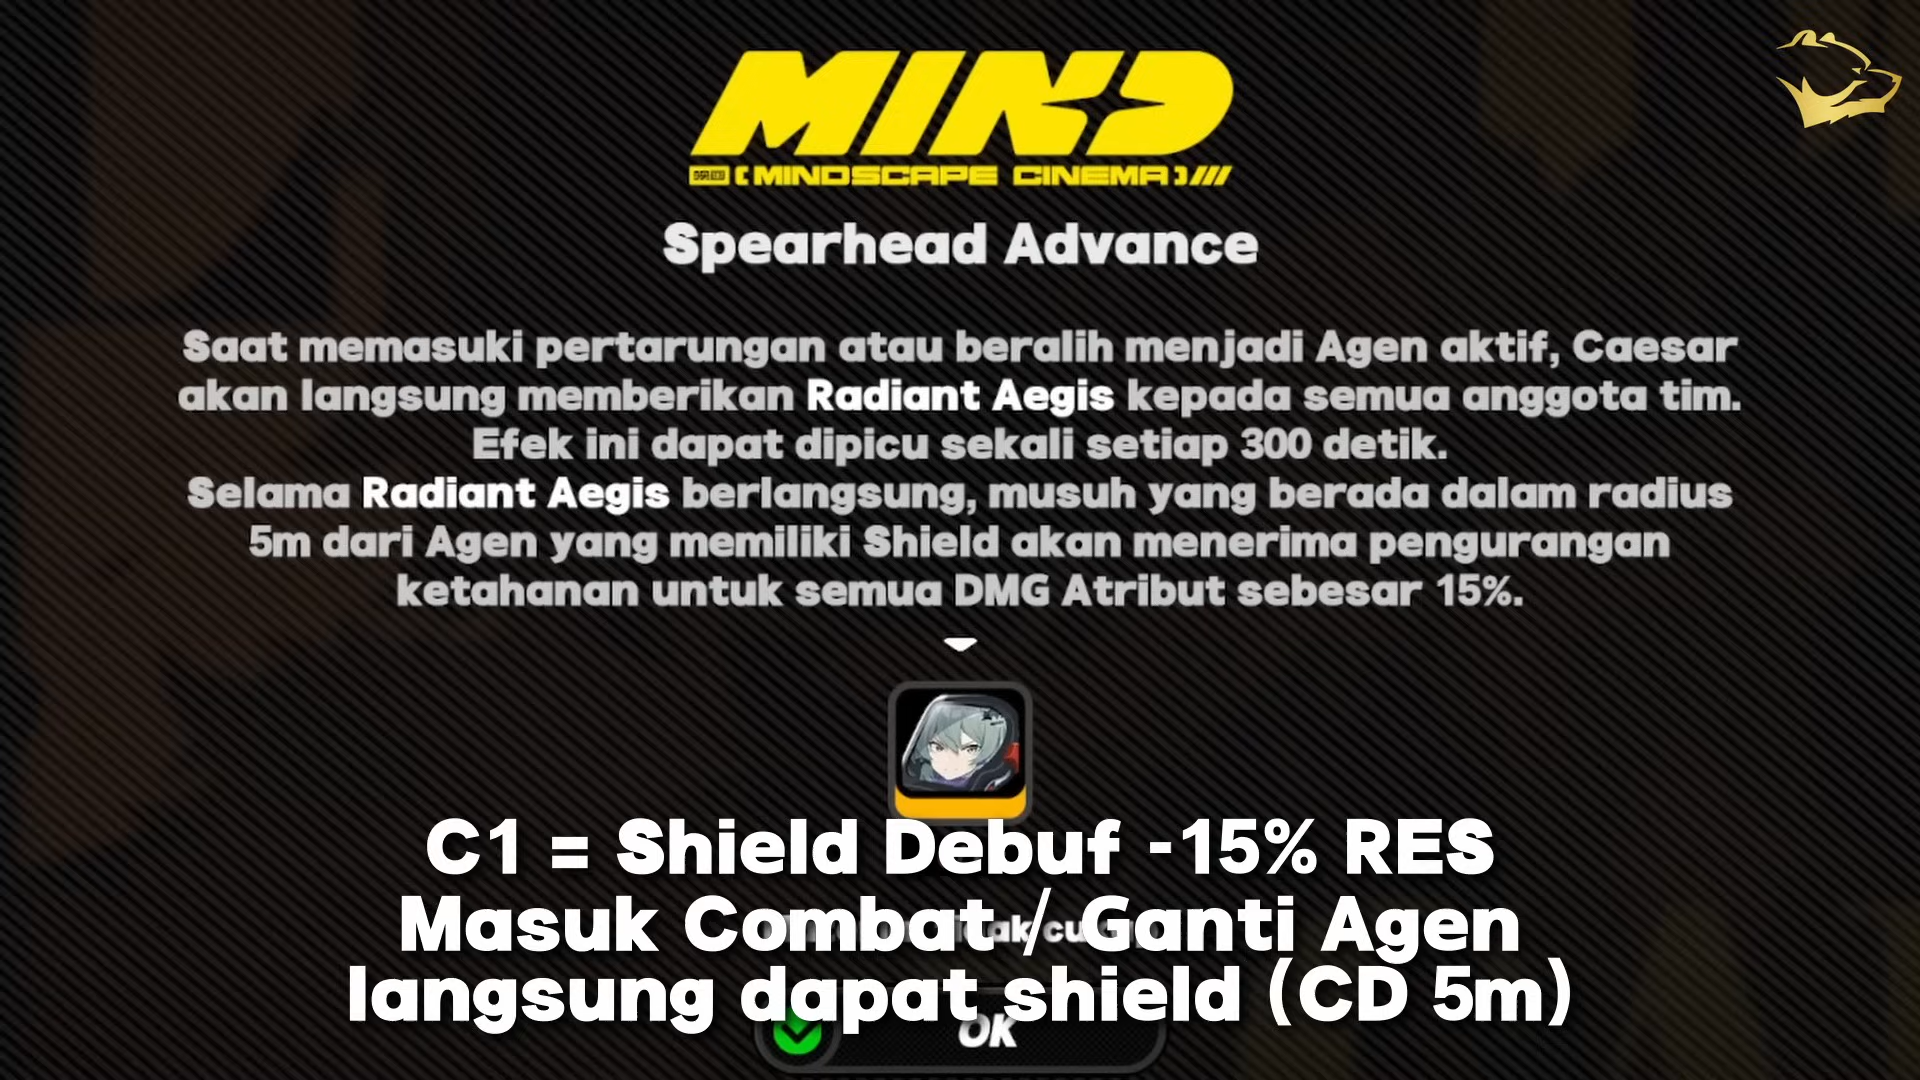 MIND
[MINDSCAPE CINEMA]///
Spearhead Advance
Saat memasuki pertarungan atau beralih menjadi Agen aktif, Caesar
akan langsung memberikan Radiant Aegis kepada semua anggota tim.
Efek ini dapat dipicu sekali setiap 300 detik.
Selama Radiant Aegis berlangsung, musuh yang berada dalam radius
5m dari Agen yang memiliki Shield akan menerima pengurangan
ketahanan untuk semua DMG Atribut sebesar 15%.
C1 = Shield Debuf -15% RES
Masuk Combat / Ganti Agen
langsung dapat shield (CD 5m)
OK